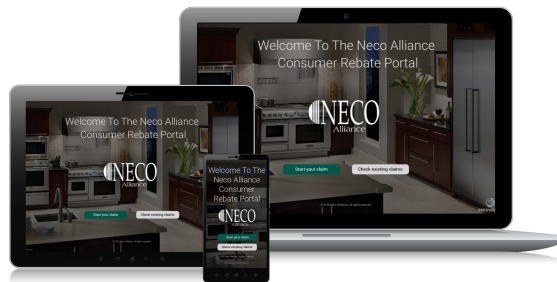 Welcome To The Neco Alliance
Consumer Rebate Portal
NECO
Alliance
Start your claim
Check existing claims
Welcome To The Neco Alliance
Consumer Rebate Portal
NECO
Alliance
Start your claim
Check existing claims
Welcome To The
Neco Alliance
Consumer
Rebate Portal
NECO
Alliance
Start your claim
Check existing claims